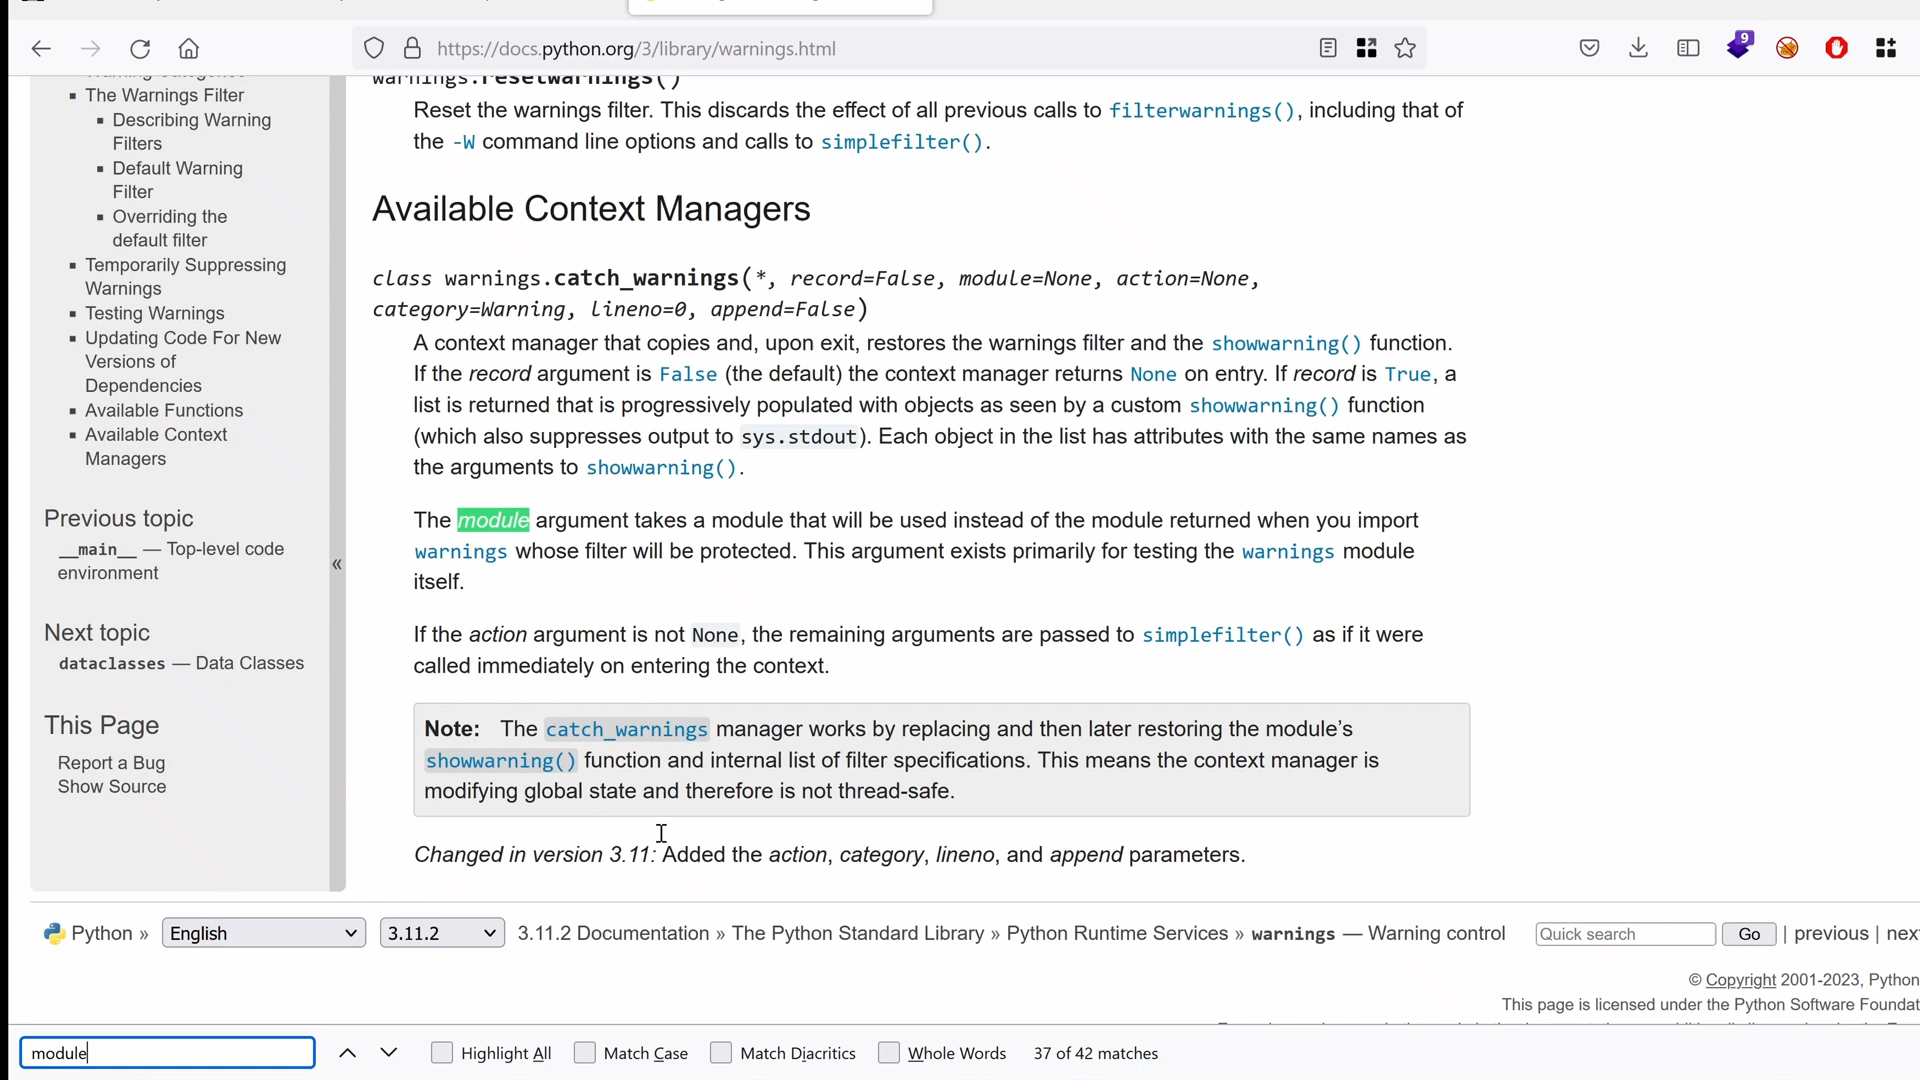 https://docs.python.org/3/library/warnings.html
9
The Warnings Filter
Describing Warning
Filters
Default Warning
Filter
Overriding the
default filter
Temporarily Suppressing
Warnings
Testing Warnings
Updating Code For New
Versions of
Dependencies
Available Functions
Available Context
Managers
Previous topic
__main__ — Top-level code
environment
Next topic
dataclasses — Data Classes
This Page
Report a Bug
Show Source
«
warnings.resetwarnings()
Reset the warnings filter. This discards the effect of all previous calls to filterwarnings(), including that of
the -W command line options and calls to simplefilter().
Available Context Managers
class warnings.catch_warnings(*, record=False, module=None, action=None,
category=Warning, lineno=0, append=False)
A context manager that copies and, upon exit, restores the warnings filter and the showwarning() function.
If the record argument is False (the default) the context manager returns None on entry. If record is True, a
list is returned that is progressively populated with objects as seen by a custom showwarning() function
(which also suppresses output to sys.stdout). Each object in the list has attributes with the same names as
the arguments to showwarning().
The module argument takes a module that will be used instead of the module returned when you import
warnings whose filter will be protected. This argument exists primarily for testing the warnings module
itself.
If the action argument is not None, the remaining arguments are passed to simplefilter() as if it were
called immediately on entering the context.
Note: The catch_warnings manager works by replacing and then later restoring the module’s
showwarning() function and internal list of filter specifications. This means the context manager is
modifying global state and therefore is not thread-safe.
Changed in version 3.11: Added the action, category, lineno, and append parameters.
Python » English 3.11.2 3.11.2 Documentation » The Python Standard Library » Python Runtime Services » warnings — Warning control Quick search Go | previous | nex
© Copyright 2001-2023, Python
This page is licensed under the Python Software Foundat
module Highlight All Match Case Match Diacritics Whole Words 37 of 42 matches